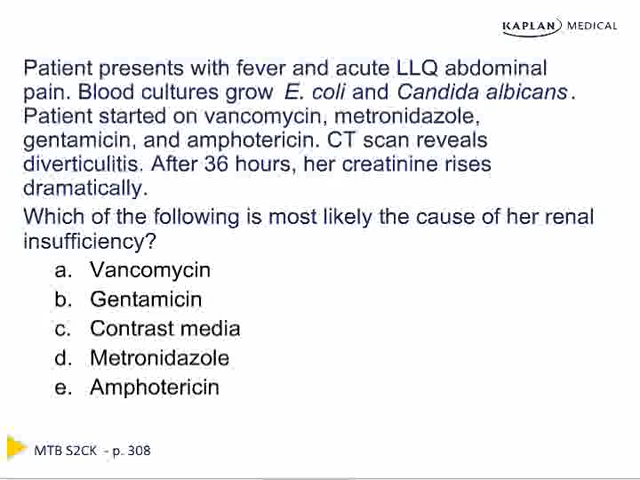 KAPLAN MEDICAL
Patient presents with fever and acute LLQ abdominal
pain. Blood cultures grow E. coli and Candida albicans.
Patient started on vancomycin, metronidazole,
gentamicin, and amphotericin. CT scan reveals
diverticulitis. After 36 hours, her creatinine rises
dramatically.
Which of the following is most likely the cause of her renal
insufficiency?
a. Vancomycin
b. Gentamicin
c. Contrast media
d. Metronidazole
e. Amphotericin
MTB S2CK - p. 308